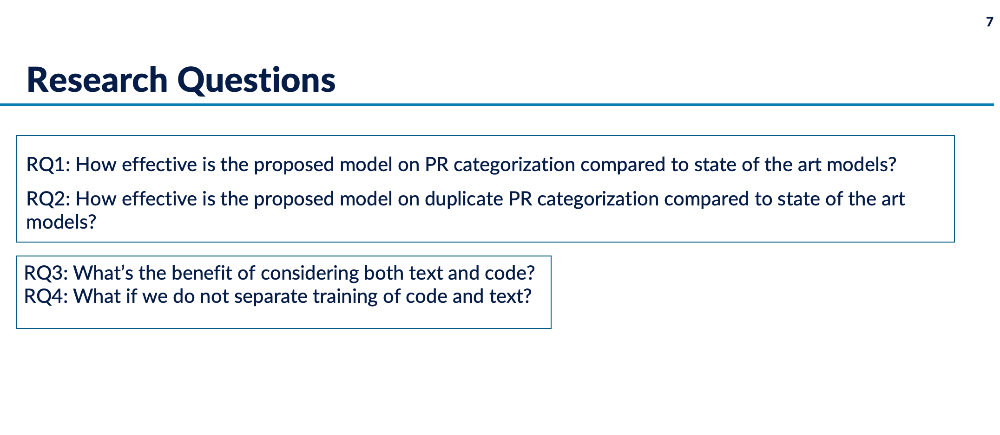 7
Research Questions
RQ1: How effective is the proposed model on PR categorization compared to state of the art models?
RQ2: How effective is the proposed model on duplicate PR categorization compared to state of the art
models?
RQ3: What’s the benefit of considering both text and code?
RQ4: What if we do not separate training of code and text?